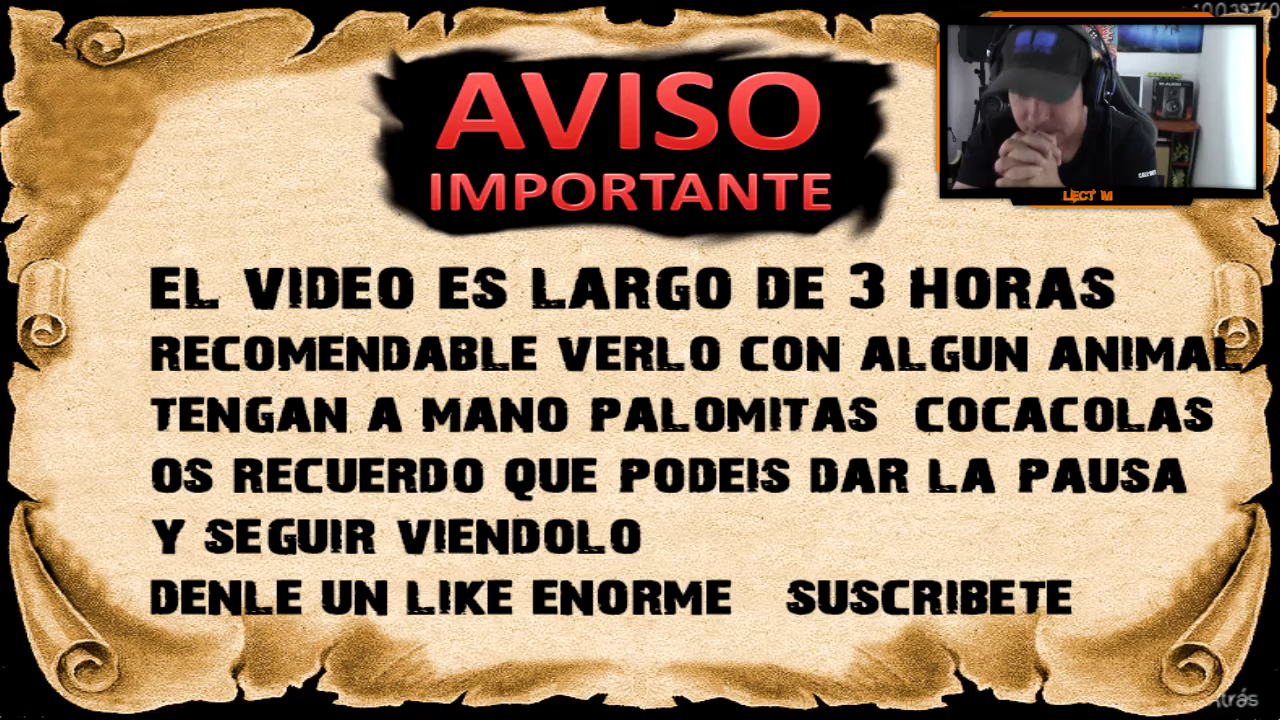 AVISO
IMPORTANTE
LECT M
EL VIDEO ES LARGO DE 3 HORAS
RECOMENDABLE VERLO CON ALGUN ANIMAL
TENGAN A MANO PALOMITAS COCACOLAS
OS RECUERDO QUE PODEIS DAR LA PAUSA
Y SEGUIR VIENDOLO
DENLE UN LIKE ENORME SUSCRIBETE